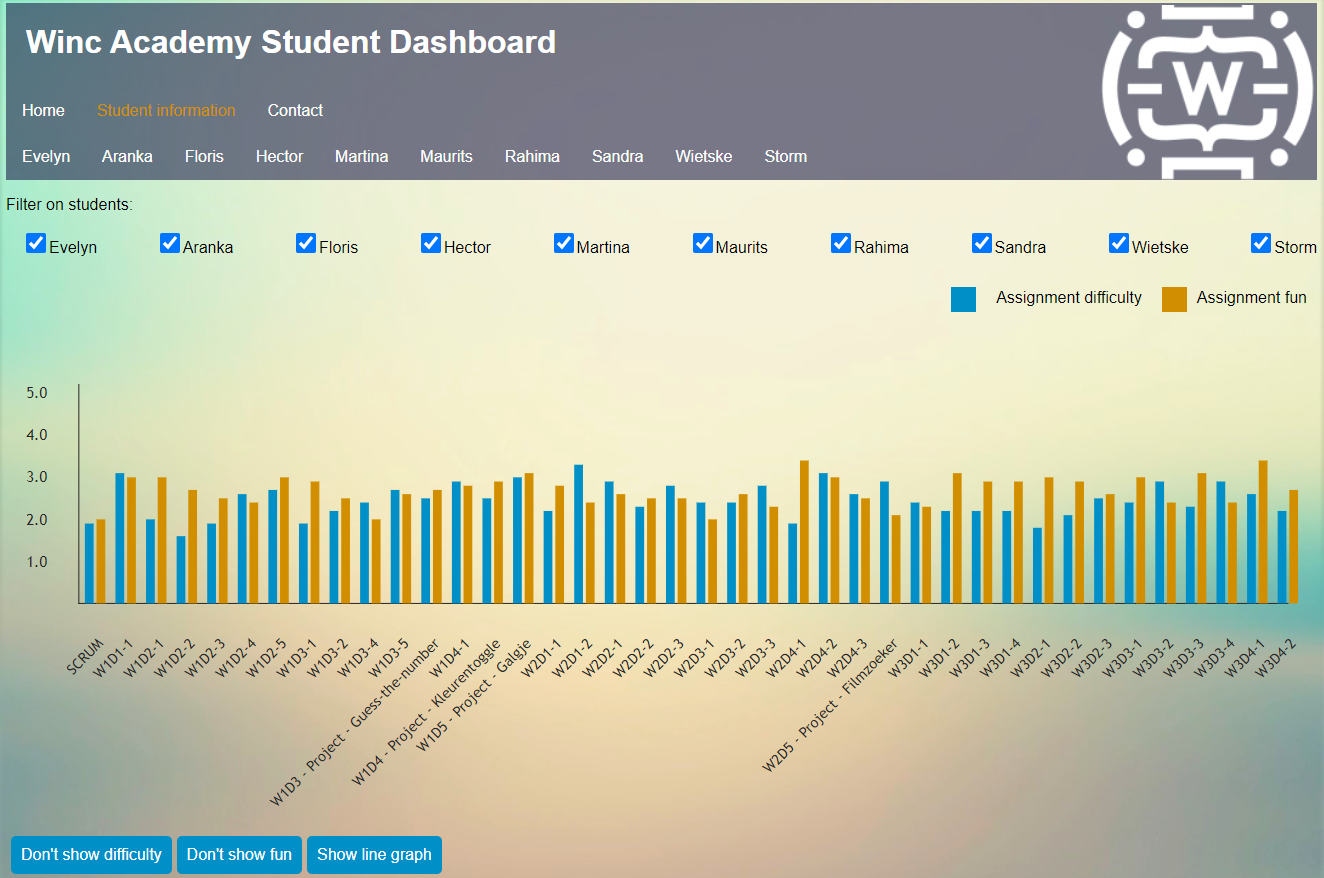 Winc Academy Student Dashboard
W
Home Student information Contact
Evelyn Aranka Floris Hector Martina Maurits Rahima Sandra Wietske Storm
Filter on students:
Evelyn Aranka Floris Hector Martina Maurits Rahima Sandra Wietske Storm
Assignment difficulty Assignment fun
5.0
4.0
3.0
2.0
1.0
SCRUM
W1D1-1
W1D2-1
W1D2-2
W1D2-3
W1D2-4
W1D2-5
W1D3-1
W1D3-2
W1D3-4
W1D3-5
W1D3 - Project - Guess-the-number
W1D4-1
W1D4 - Project - Kleurentoggle
W1D5 - Project - Galgje
W2D1-1
W2D1-2
W2D2-1
W2D2-2
W2D2-3
W2D3-1
W2D3-2
W2D3-3
W2D4-1
W2D4-2
W2D4-3
W2D5 - Project - Filmzoeker
W3D1-1
W3D1-2
W3D1-3
W3D1-4
W3D2-1
W3D2-2
W3D2-3
W3D3-1
W3D3-2
W3D3-3
W3D3-4
W3D4-1
W3D4-2
Don't show difficulty Don't show fun Show line graph